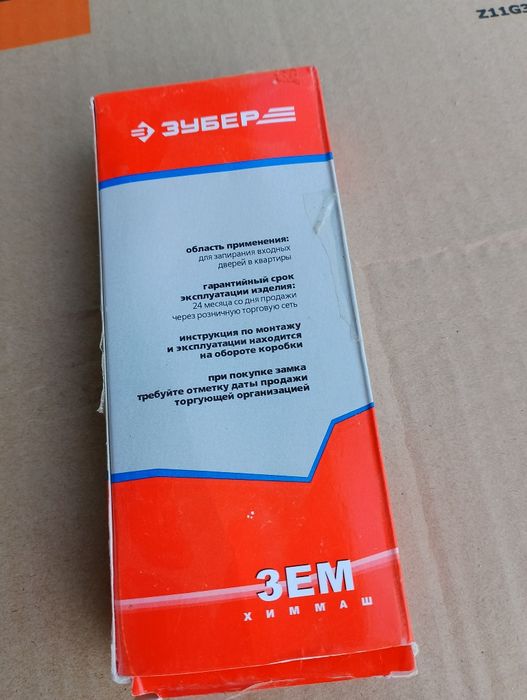 Z11G3
ЗУБЕР
область применения:
для запирания входных
дверей в квартиры
гарантийный срок
эксплуатации изделия:
24 месяца со дня продажи
через розничную торговую сеть
инструкция по монтажу
и эксплуатации находится
на обороте коробки
при покупке замка
требуйте отметку даты продажи
торгующей организацией
ЗЕМ
ХИММАШ